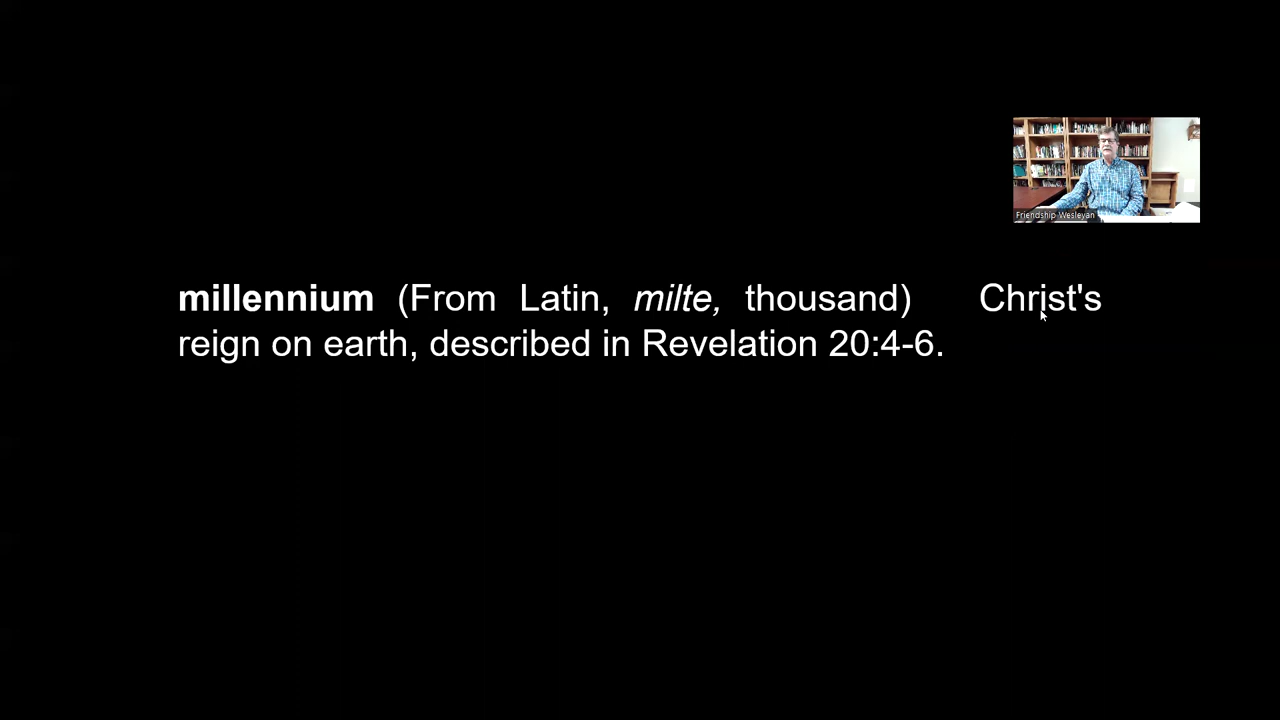 Friendship Wesleyan
millennium (From Latin, milte, thousand) Christ's
reign on earth, described in Revelation 20:4-6.